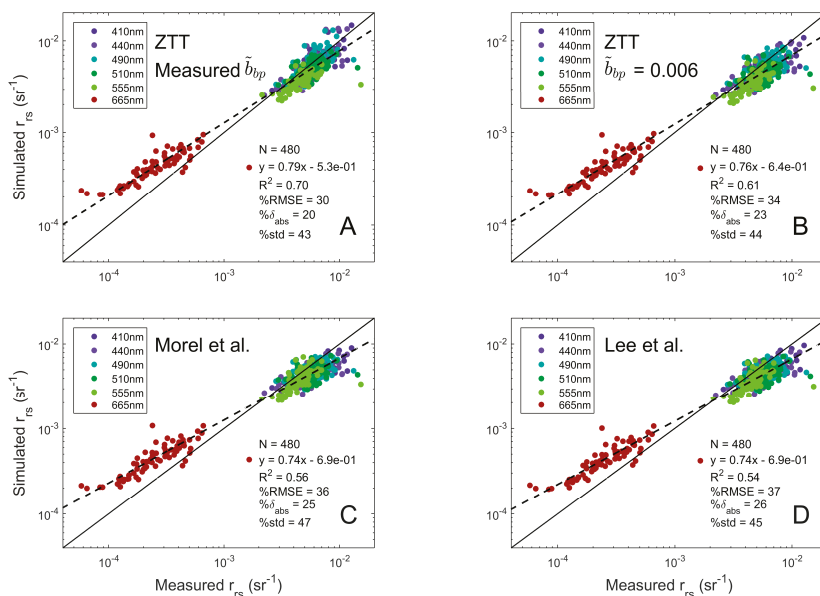 410nm
440nm
490nm
510nm
555nm
665nm
ZTT
Measured b̃bp
N = 480
y = 0.79x - 5.3e-01
R² = 0.70
%RMSE = 30
%δabs = 20
%std = 43
A
Simulated rrs (sr⁻¹)
10⁻²
10⁻³
10⁻⁴
10⁻⁴
10⁻³
10⁻²
410nm
440nm
490nm
510nm
555nm
665nm
ZTT
b̃bp = 0.006
N = 480
y = 0.76x - 6.4e-01
R² = 0.61
%RMSE = 34
%δabs = 23
%std = 44
B
10⁻²
10⁻³
10⁻⁴
10⁻⁴
10⁻³
10⁻²
410nm
440nm
490nm
510nm
555nm
665nm
Morel et al.
N = 480
y = 0.74x - 6.9e-01
R² = 0.56
%RMSE = 36
%δabs = 25
%std = 47
C
Simulated rrs (sr⁻¹)
10⁻²
10⁻³
10⁻⁴
10⁻⁴
10⁻³
10⁻²
Measured rrs (sr⁻¹)
410nm
440nm
490nm
510nm
555nm
665nm
Lee et al.
N = 480
y = 0.74x - 6.9e-01
R² = 0.54
%RMSE = 37
%δabs = 26
%std = 45
D
10⁻²
10⁻³
10⁻⁴
10⁻⁴
10⁻³
10⁻²
Measured rrs (sr⁻¹)